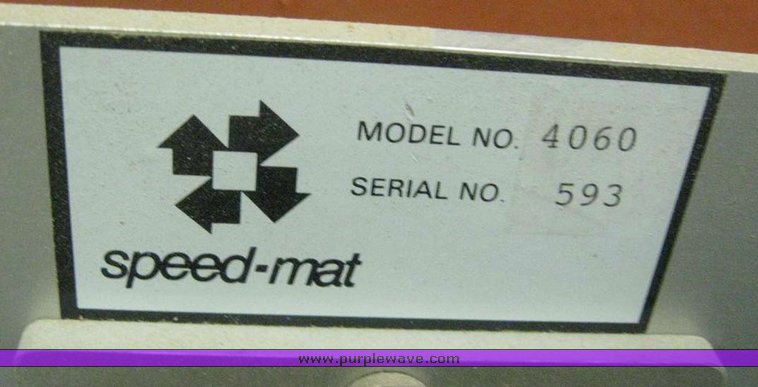 MODEL NO. 4060
SERIAL NO. 593
speed-mat
www.purplewave.com